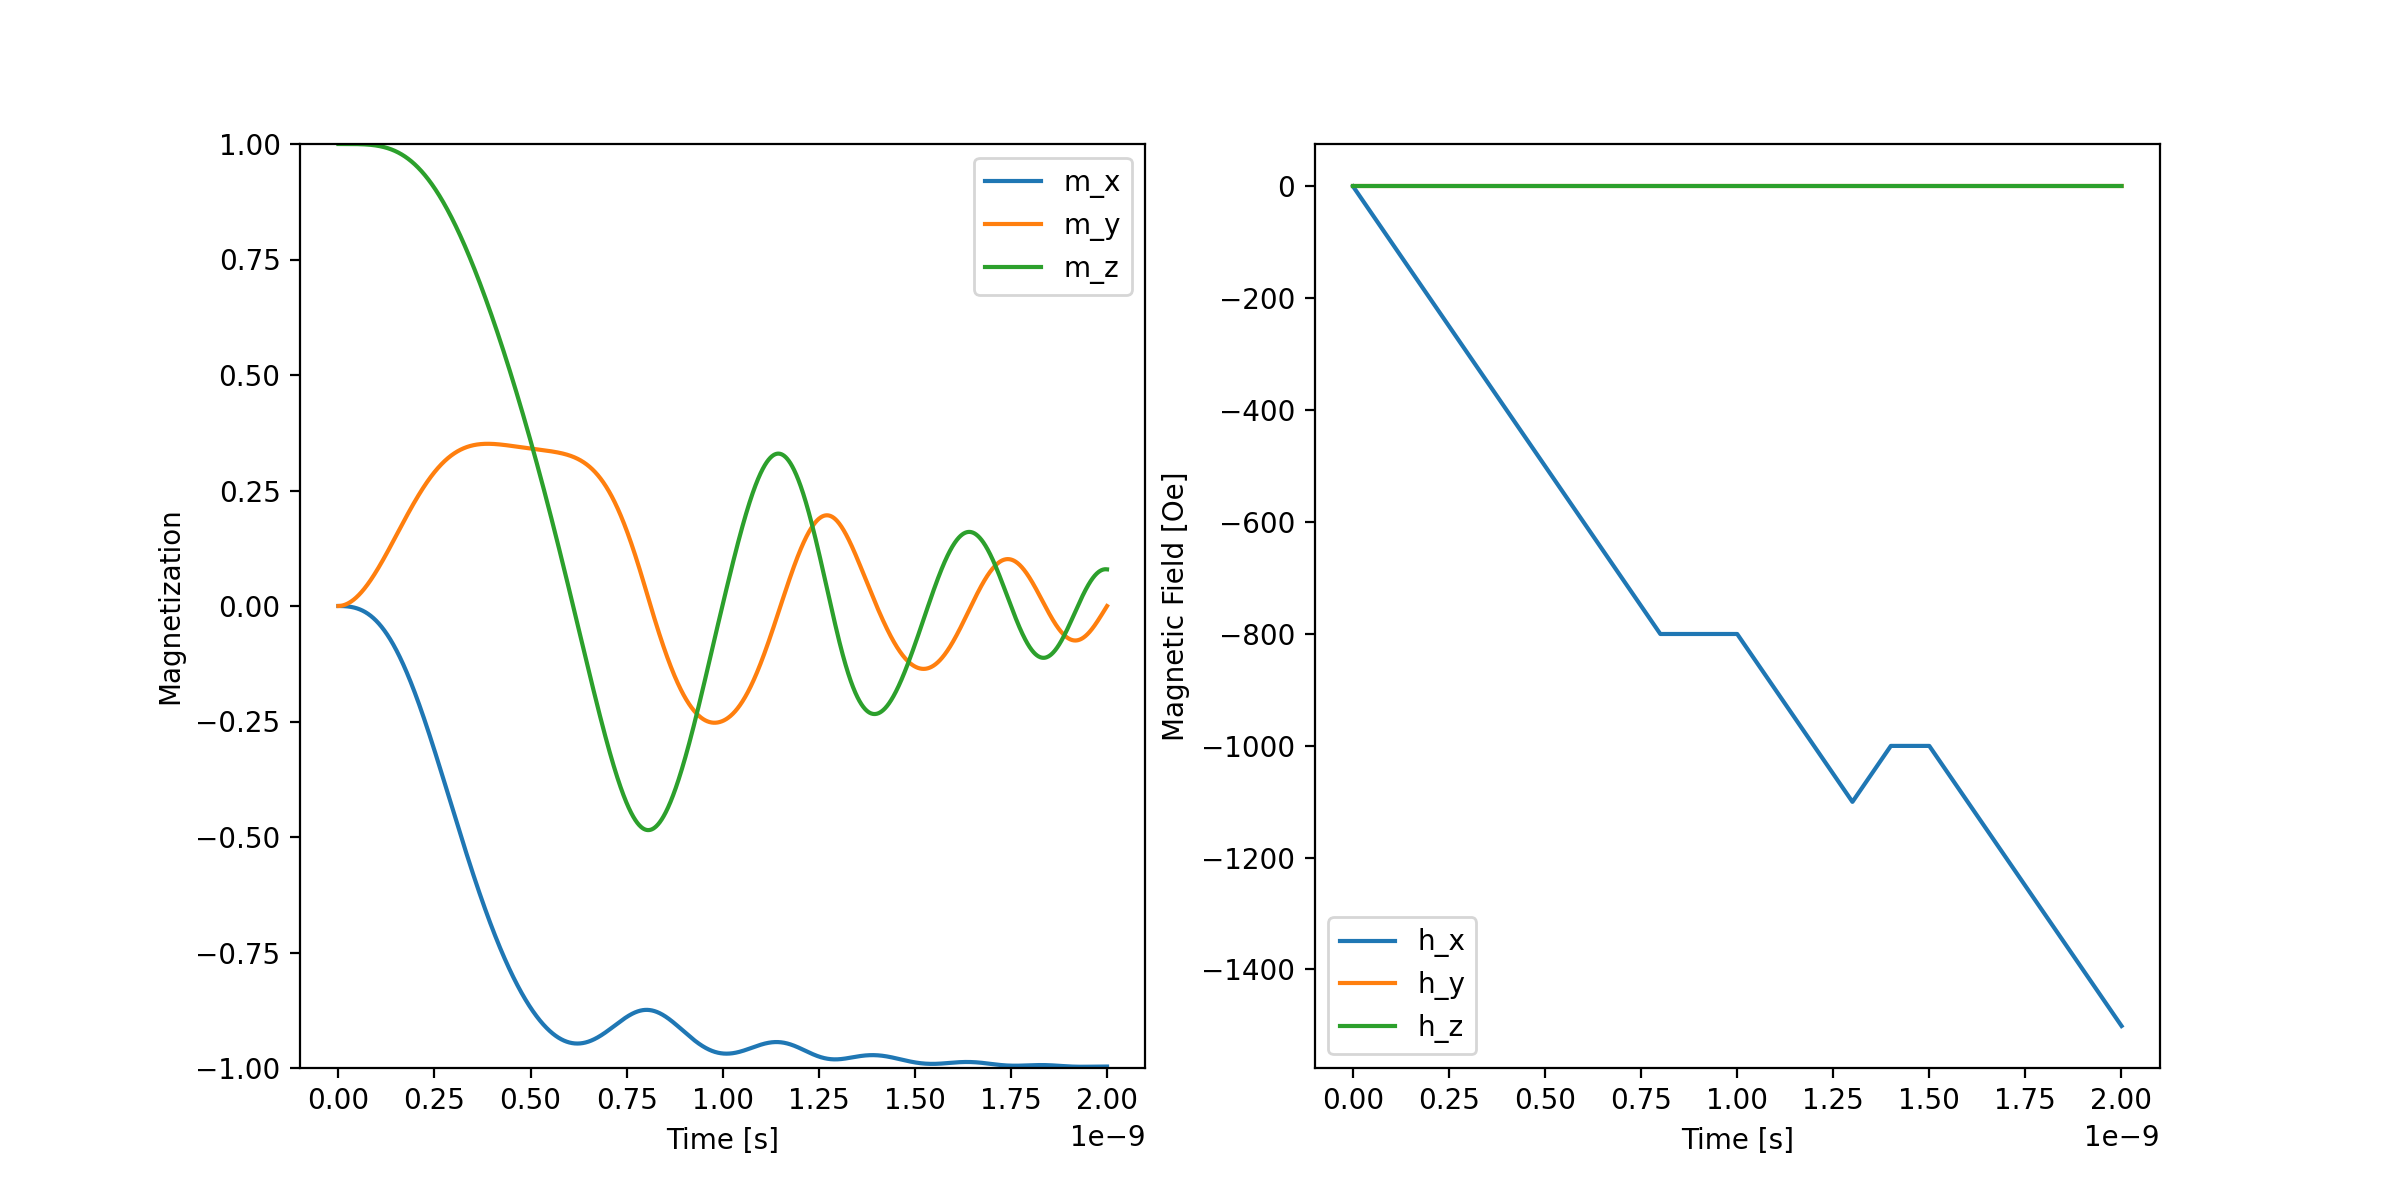 1.00
0.75
0.50
0.25
0.00
−0.25
−0.50
−0.75
−1.00
Magnetization
m_x
m_y
m_z
0.00 0.25 0.50 0.75 1.00 1.25 1.50 1.75 2.00
Time [s]
1e−9
0
−200
−400
−600
−800
−1000
−1200
−1400
Magnetic Field [Oe]
h_x
h_y
h_z
0.00 0.25 0.50 0.75 1.00 1.25 1.50 1.75 2.00
Time [s]
1e−9